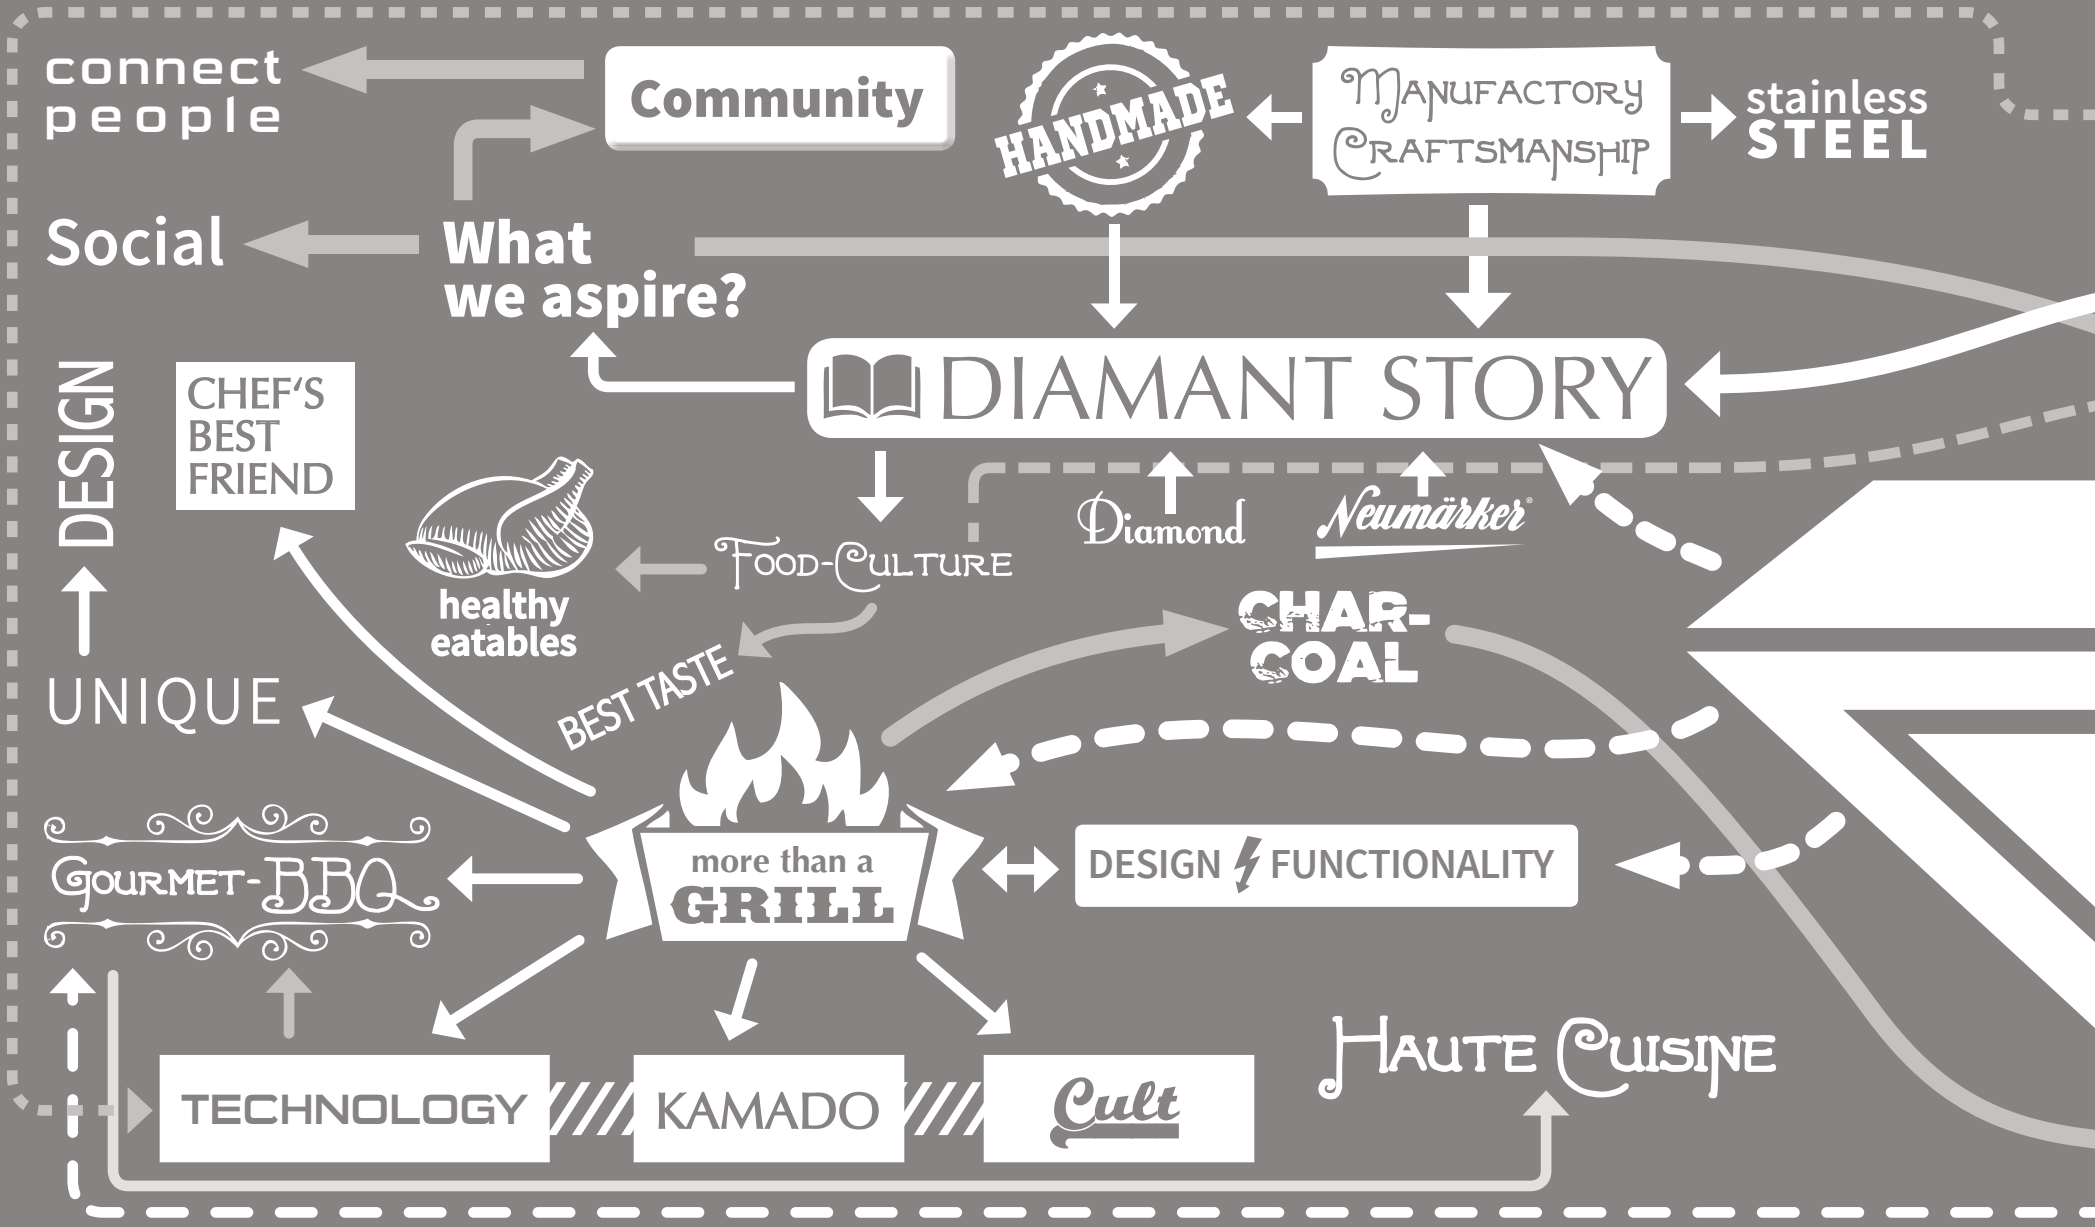 connect
people
Community
HANDMADE
MANUFACTORY
CRAFTSMANSHIP
stainless
STEEL
Social
What
we aspire?
DIAMANT STORY
DESIGN
CHEF'S
BEST
FRIEND
healthy
eatables
FOOD-CULTURE
Diamond
Neumärker®
BEST TASTE
CHAR-
COAL
UNIQUE
GOURMET-BBQ
more than a
GRILL
DESIGN FUNCTIONALITY
TECHNOLOGY
KAMADO
Cult
HAUTE CUISINE